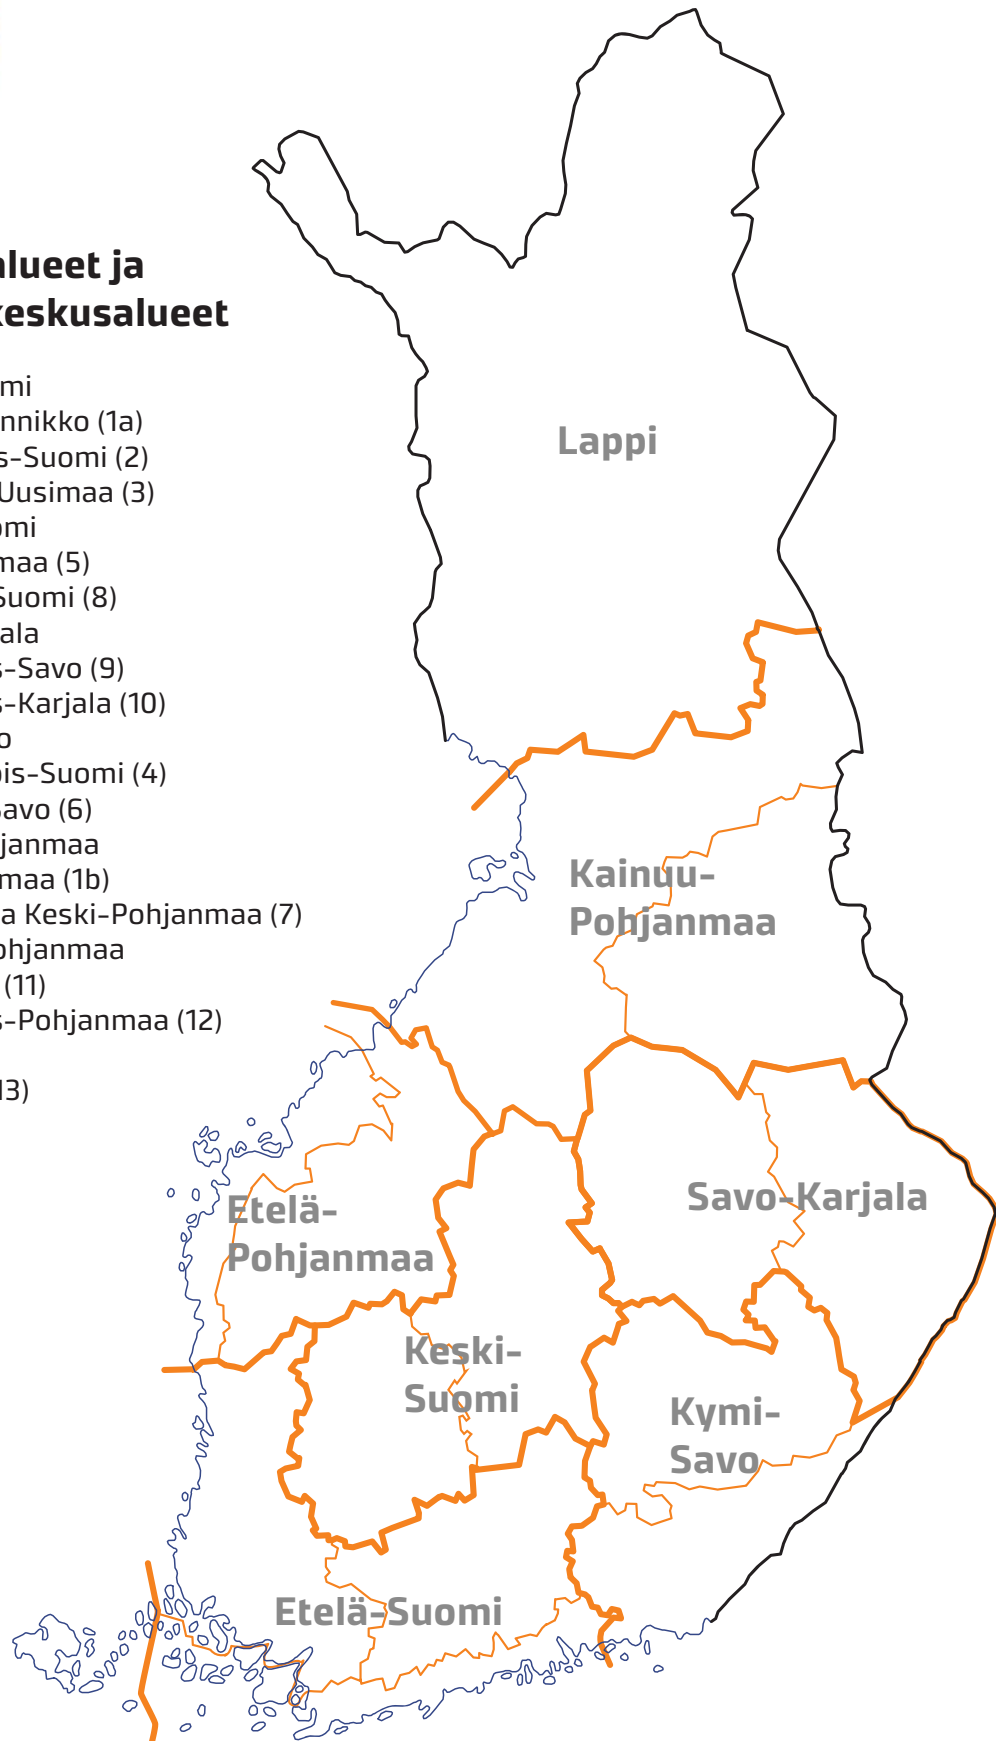 alueet ja
keskusalueet
mi
nnikko (1a)
s-Suomi (2)
Uusimaa (3)
omi
maa (5)
Suomi (8)
ala
s-Savo (9)
s-Karjala (10)
o
ois-Suomi (4)
savo (6)
janmaa
maa (1b)
a Keski-Pohjanmaa (7)
ohjanmaa
(11)
s-Pohjanmaa (12)
13)
Lappi
Kainuu-
Pohjanmaa
Etelä-
Pohjanmaa
Savo-Karjala
Keski-
Suomi
Kymi-
Savo
Etelä-Suomi